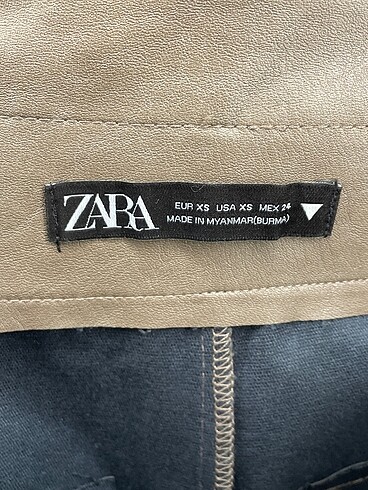 ZARA
EUR XS USA XS MEX 24
MADE IN MYANMAR(BURMA)